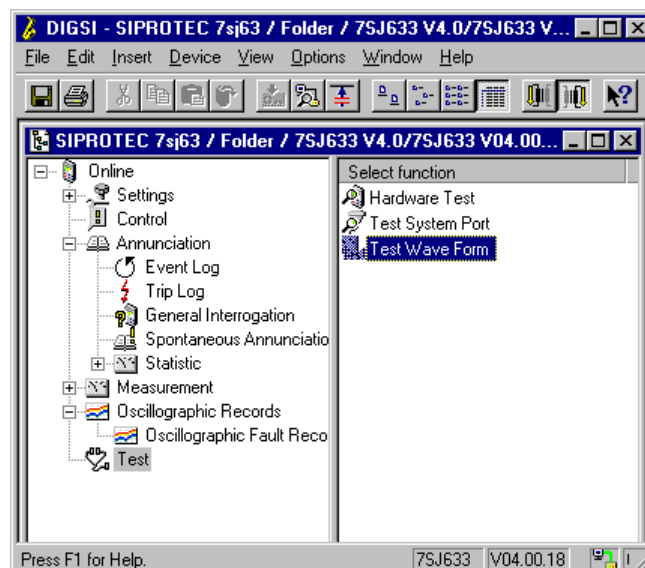 DIGSI - SIPROTEC 7sj63 / Folder / 7SJ633 V4.0/7SJ633 V...
File Edit Insert Device View Options Window Help
SIPROTEC 7sj63 / Folder / 7SJ633 V4.0/7SJ633 V04.00...
Online
Settings
Control
Annunciation
Event Log
Trip Log
General Interrogation
Spontaneous Annunciatio
Statistic
Measurement
Oscillographic Records
Oscillographic Fault Reco
Test
Select function
Hardware Test
Test System Port
Test Wave Form
Press F1 for Help.
7SJ633 V04.00.18